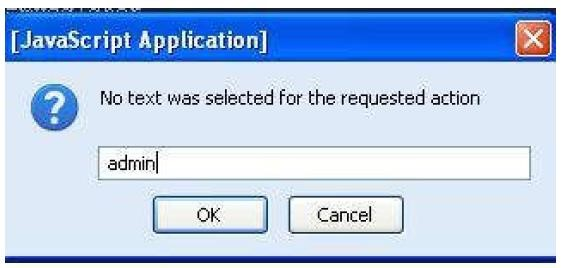 [JavaScript Application]
No text was selected for the requested action
admin
OK
Cancel